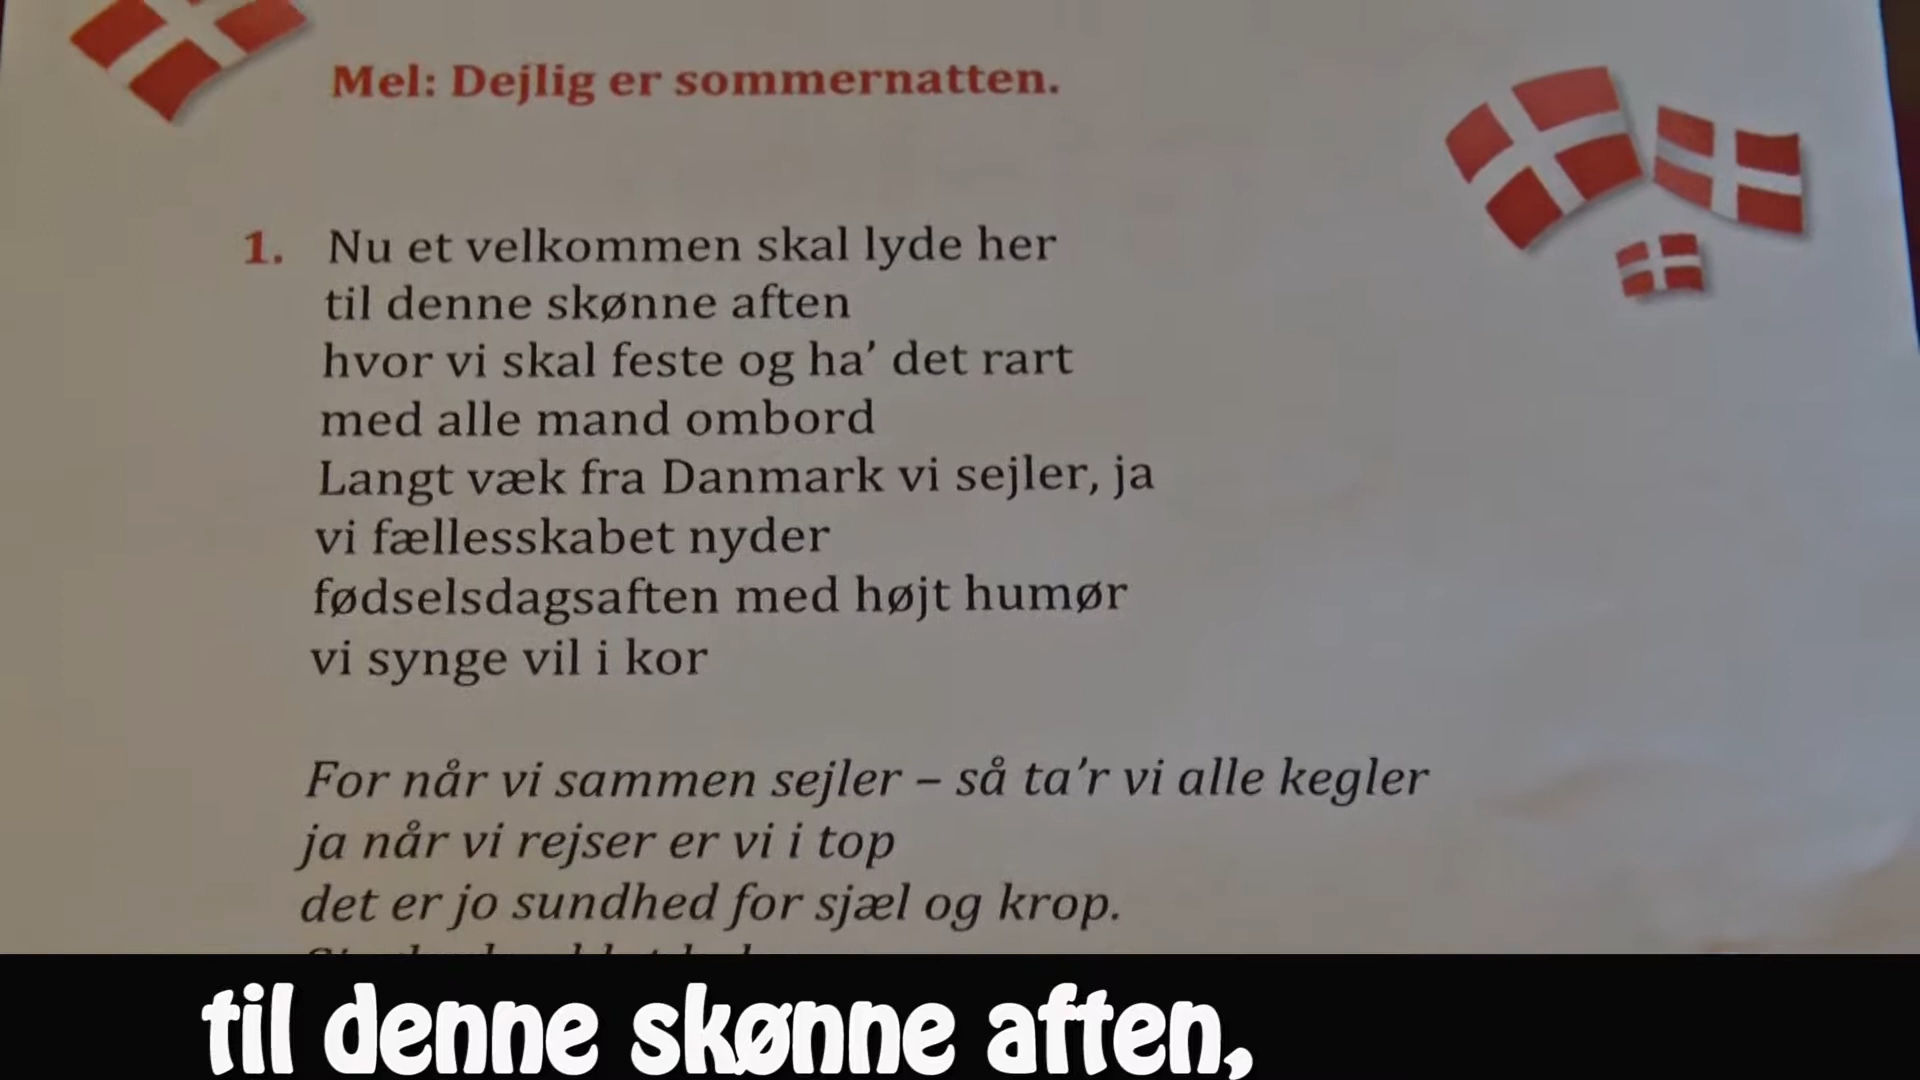 Mel: Dejlig er sommernatten.
1. Nu et velkommen skal lyde her
til denne skønne aften
hvor vi skal feste og ha' det rart
med alle mand ombord
Langt væk fra Danmark vi sejler, ja
vi fællesskabet nyder
fødselsdagsaften med højt humør
vi synge vil i kor
For når vi sammen sejler – så ta'r vi alle kegler
ja når vi rejser er vi i top
det er jo sundhed for sjæl og krop.
til denne skønne aften,